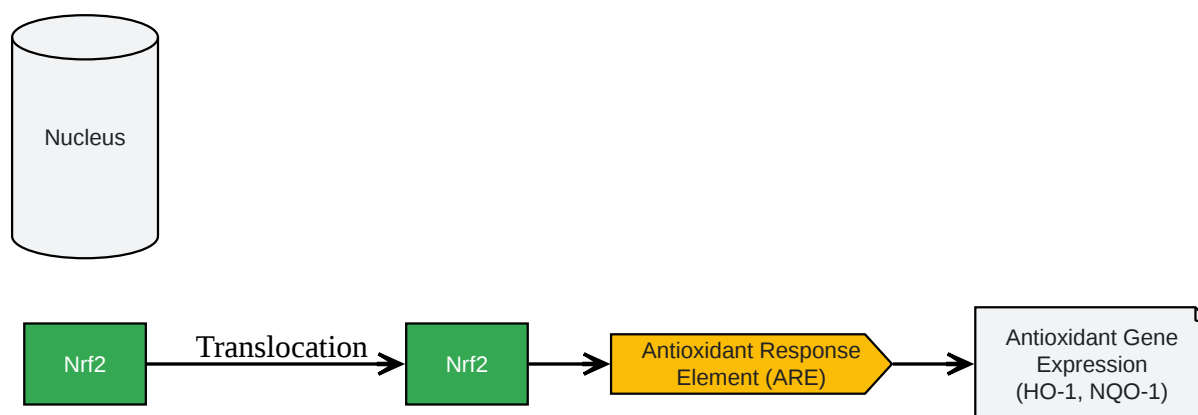 Nucleus
Nrf2
Translocation
Nrf2
Antioxidant Response
Element (ARE)
Antioxidant Gene
Expression
(HO-1, NQO-1)